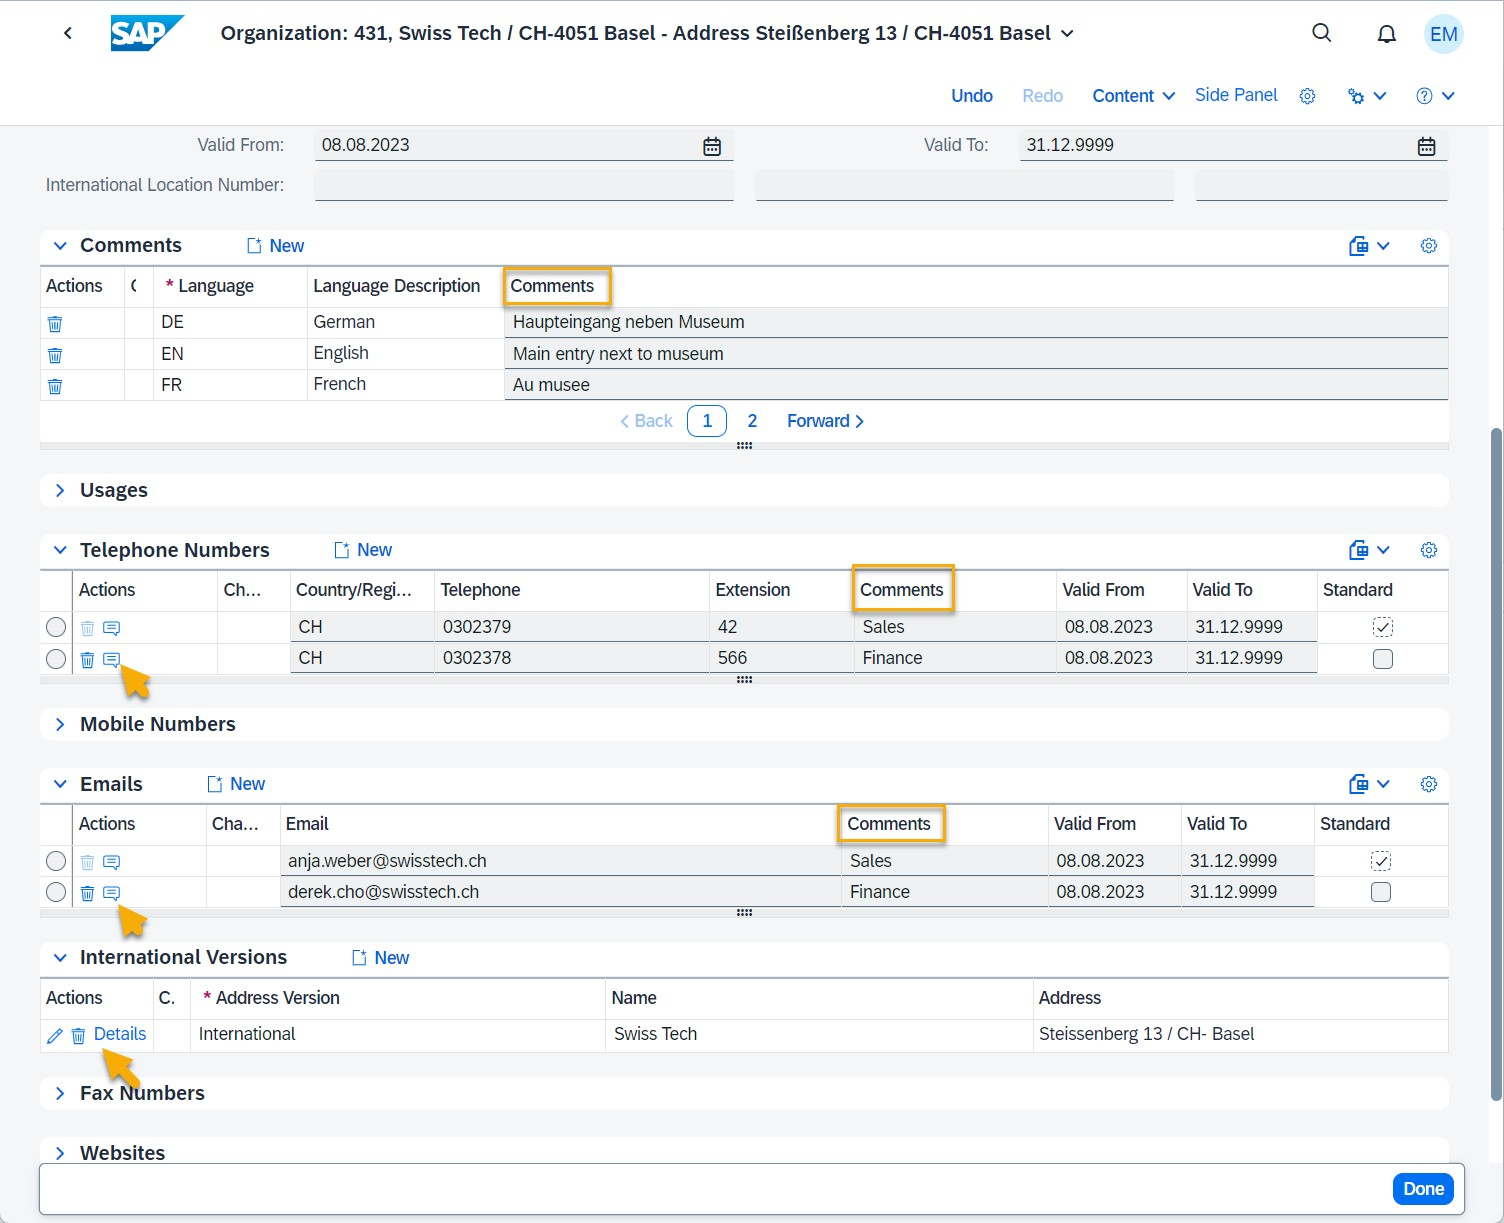 SAP Organization: 431, Swiss Tech / CH-4051 Basel - Address Steißenberg 13 / CH-4051 Basel EM
Undo Redo Content Side Panel
Valid From: 08.08.2023 Valid To: 31.12.9999
International Location Number:
Comments New
Actions * Language Language Description Comments
DE German Haupteingang neben Museum
EN English Main entry next to museum
FR French Au musee
Back 1 2 Forward
Usages
Telephone Numbers New
Actions Ch... Country/Regi... Telephone Extension Comments Valid From Valid To Standard
CH 0302379 42 Sales 08.08.2023 31.12.9999
CH 0302378 566 Finance 08.08.2023 31.12.9999
Mobile Numbers
Emails New
Actions Cha... Email Comments Valid From Valid To Standard
anja.weber@swisstech.ch Sales 08.08.2023 31.12.9999
derek.cho@swisstech.ch Finance 08.08.2023 31.12.9999
International Versions New
Actions C. * Address Version Name Address
Details International Swiss Tech Steissenberg 13 / CH- Basel
Fax Numbers
Websites
Done